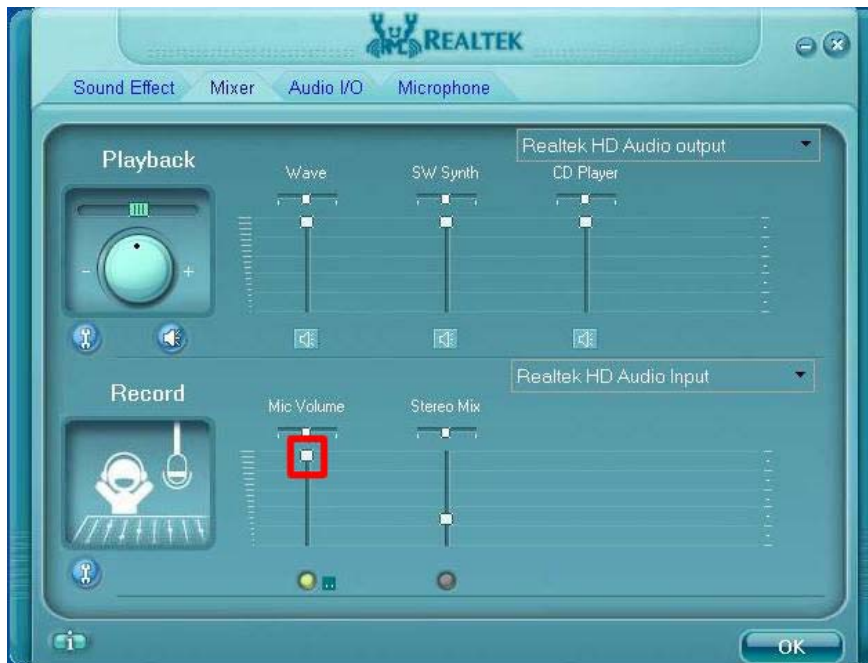 REALTEK
Sound Effect Mixer Audio I/O Microphone
Realtek HD Audio output
Playback
Wave SW Synth CD Player
- +
Realtek HD Audio Input
Record
Mic Volume Stereo Mix
i
OK